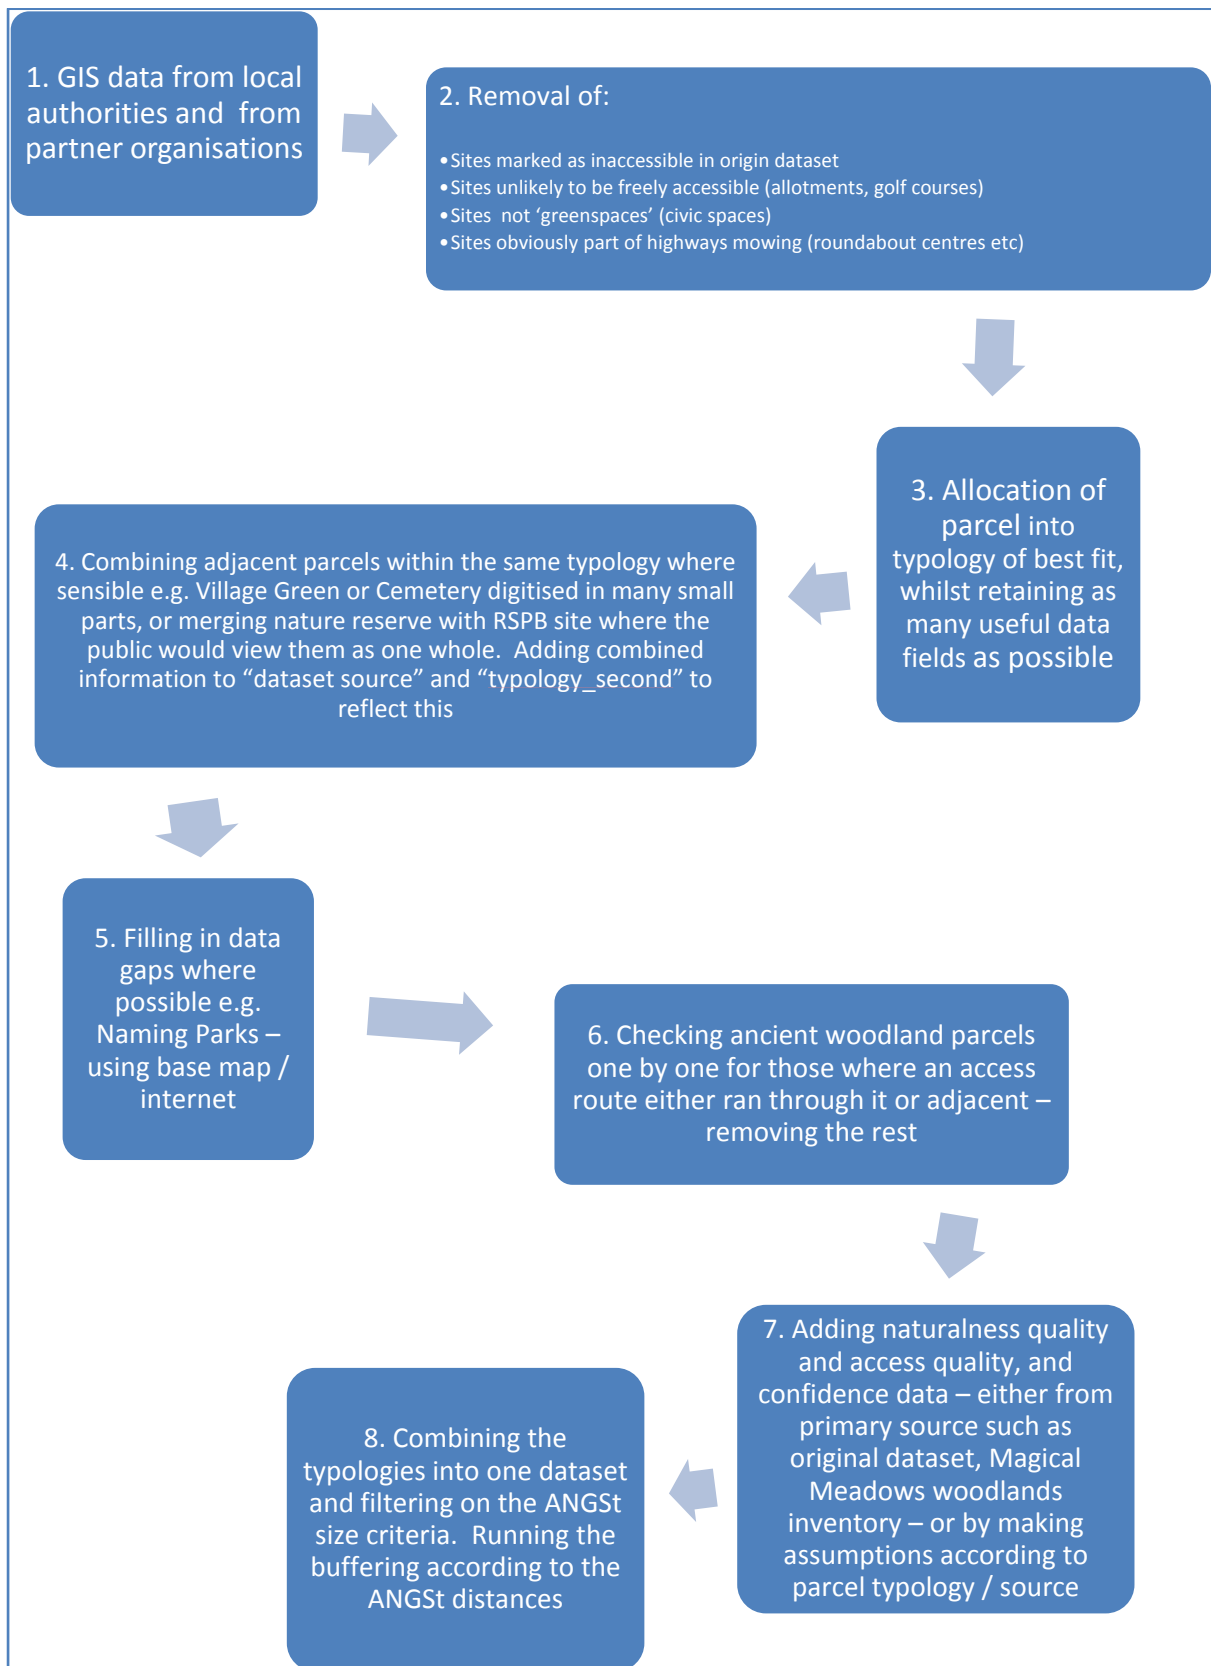 1. GIS data from local
authorities and from
partner organisations
2. Removal of:
•Sites marked as inaccessible in origin dataset
•Sites unlikely to be freely accessible (allotments, golf courses)
•Sites not ‘greenspaces’ (civic spaces)
•Sites obviously part of highways mowing (roundabout centres etc)
3. Allocation of
parcel into
typology of best fit,
whilst retaining as
many useful data
fields as possible
4. Combining adjacent parcels within the same typology where
sensible e.g. Village Green or Cemetery digitised in many small
parts, or merging nature reserve with RSPB site where the
public would view them as one whole. Adding combined
information to “dataset source” and “typology_second” to
reflect this
5. Filling in data
gaps where
possible e.g.
Naming Parks –
using base map /
internet
6. Checking ancient woodland parcels
one by one for those where an access
route either ran through it or adjacent –
removing the rest
7. Adding naturalness quality
and access quality, and
confidence data – either from
primary source such as
original dataset, Magical
Meadows woodlands
inventory – or by making
assumptions according to
parcel typology / source
8. Combining the
typologies into one dataset
and filtering on the ANGSt
size criteria. Running the
buffering according to the
ANGSt distances